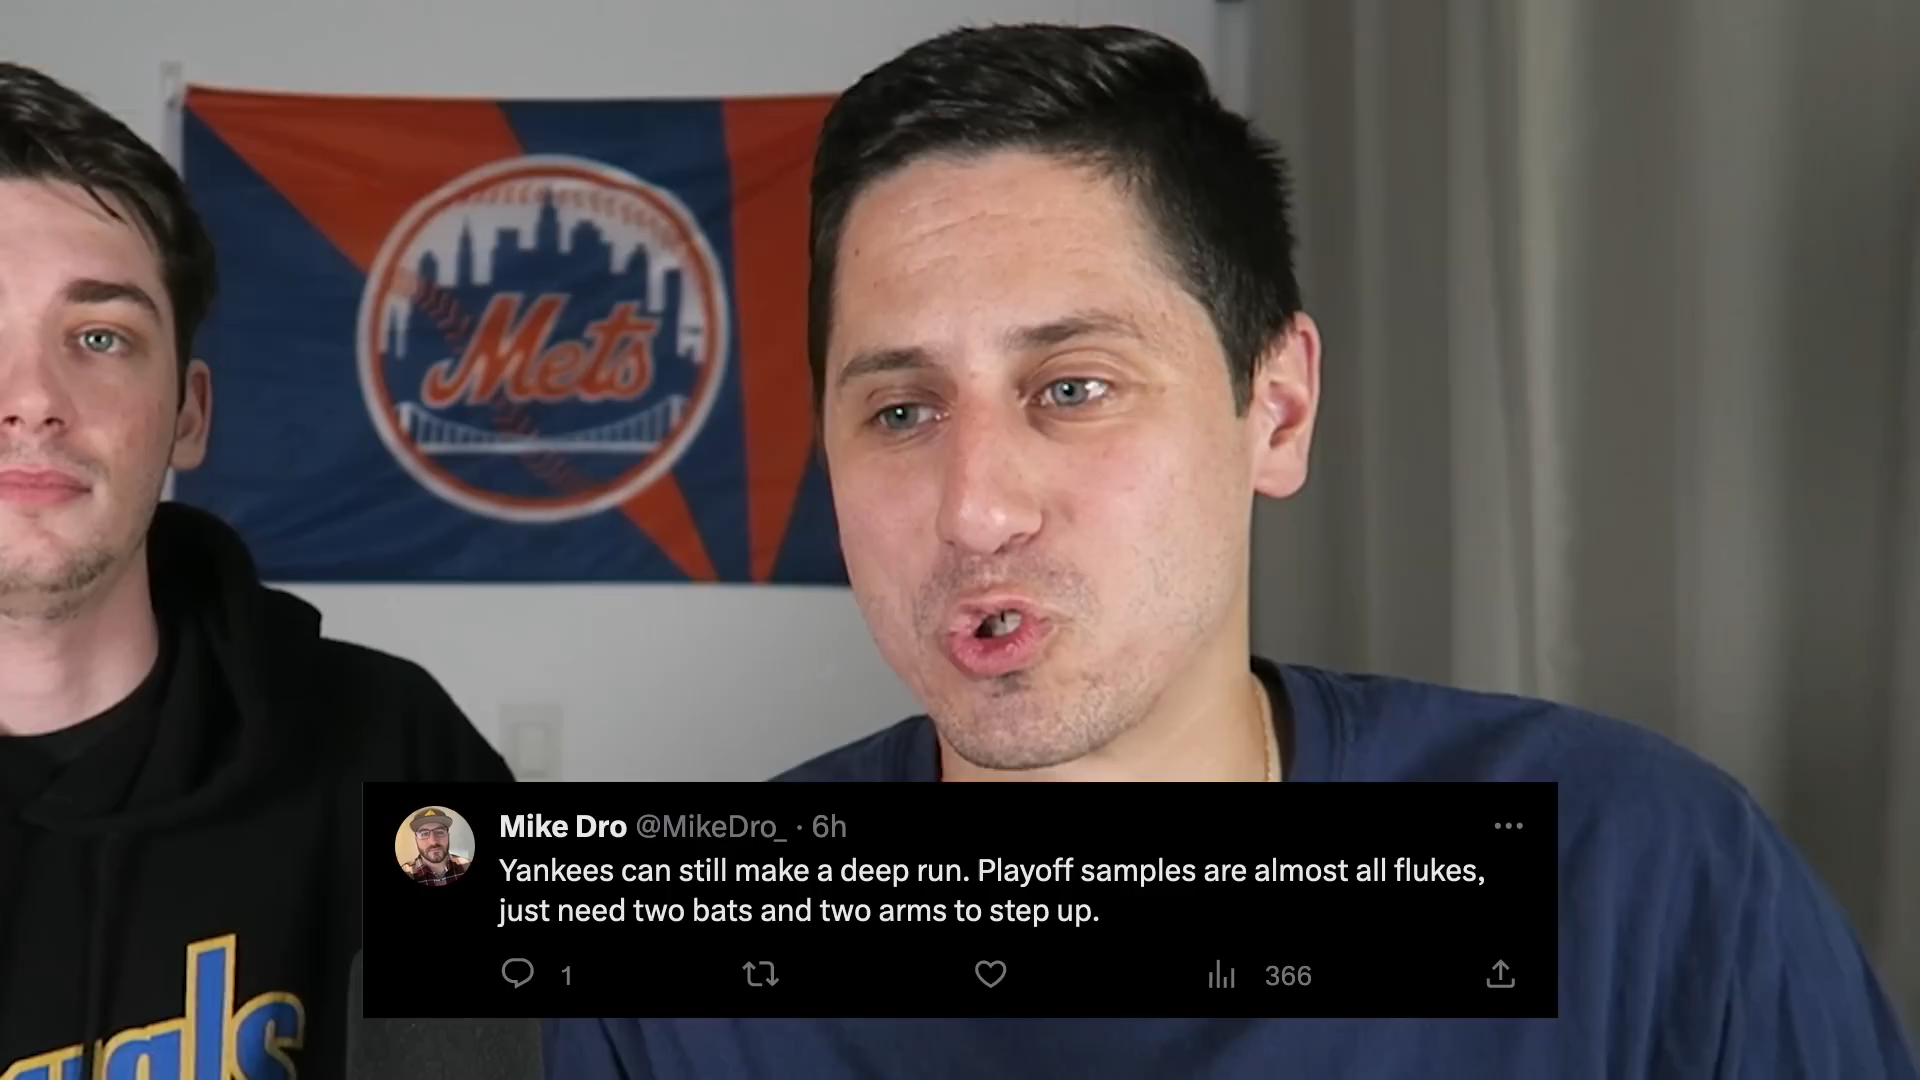 Mets
Mike Dro @MikeDro_ · 6h
Yankees can still make a deep run. Playoff samples are almost all flukes,
just need two bats and two arms to step up.
1
366